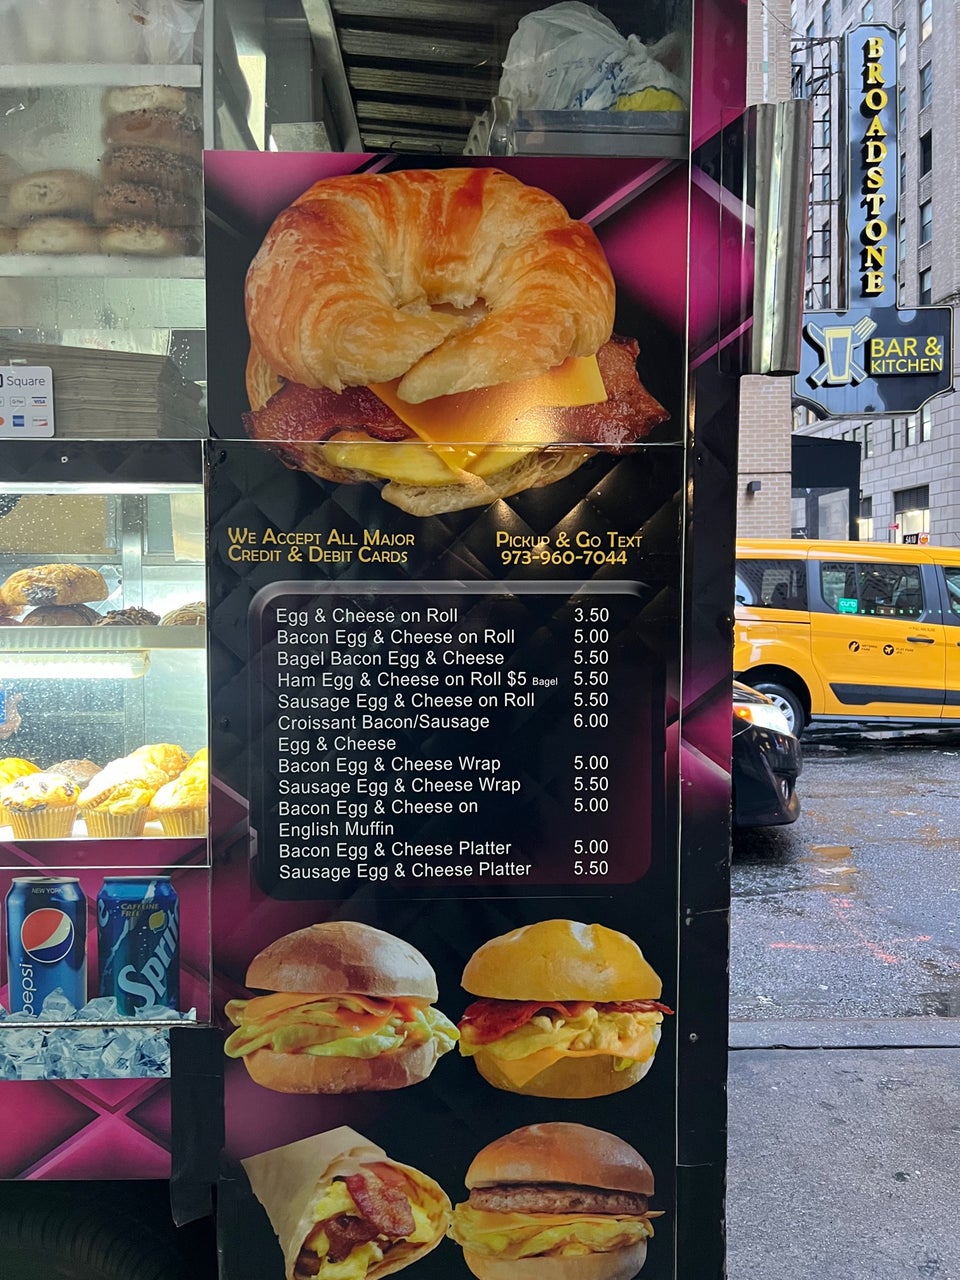 BROADSTONE
BAR &
KITCHEN
Square
VISA
WE ACCEPT ALL MAJOR
CREDIT & DEBIT CARDS
PICKUP & GO TEXT
973-960-7044
Egg & Cheese on Roll 3.50
Bacon Egg & Cheese on Roll 5.00
Bagel Bacon Egg & Cheese 5.50
Ham Egg & Cheese on Roll $5 Bagel 5.50
Sausage Egg & Cheese on Roll 5.50
Croissant Bacon/Sausage 6.00
Egg & Cheese
Bacon Egg & Cheese Wrap 5.00
Sausage Egg & Cheese Wrap 5.50
Bacon Egg & Cheese on 5.00
English Muffin
Bacon Egg & Cheese Platter 5.00
Sausage Egg & Cheese Platter 5.50
curb
NEW YORK
pepsi
CAFFEINE
FREE
Sprite